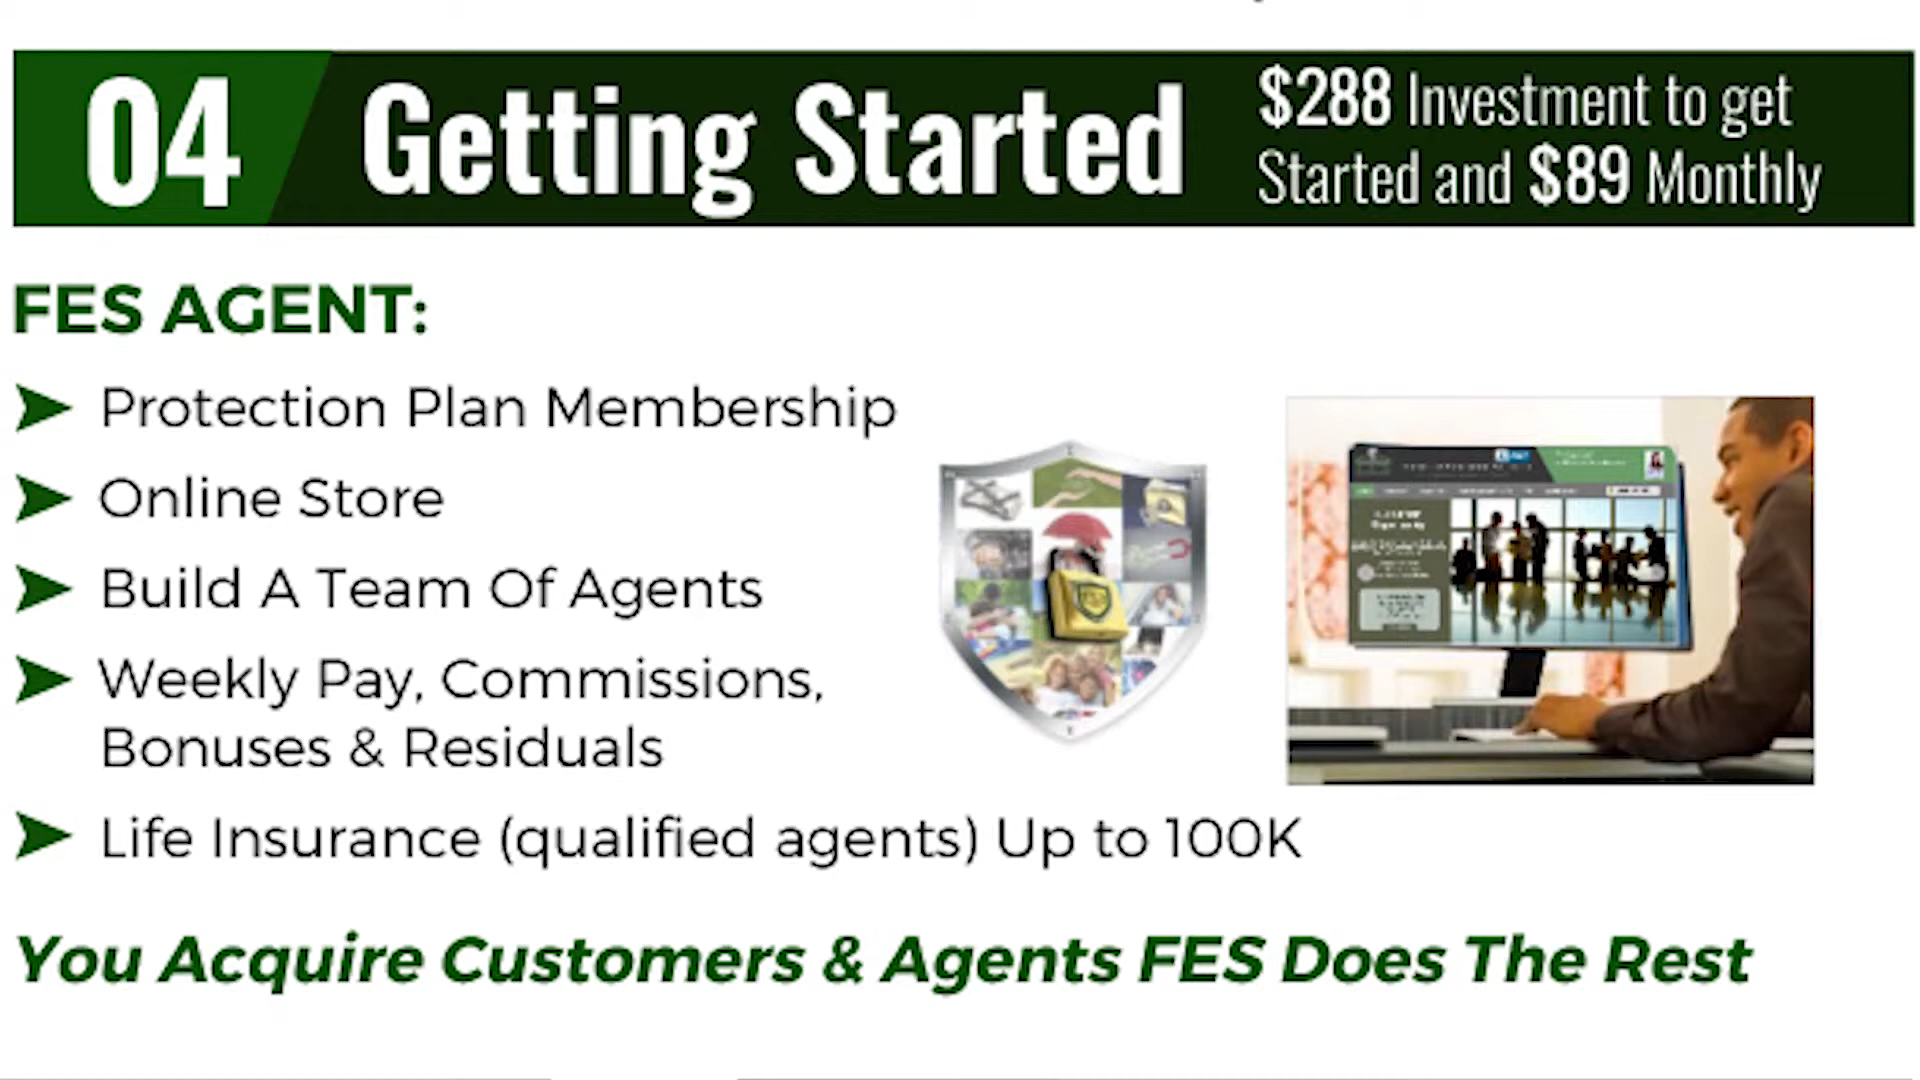 04 Getting Started
$288 Investment to get
Started and $89 Monthly
FES AGENT:
Protection Plan Membership
Online Store
Build A Team Of Agents
Weekly Pay, Commissions,
Bonuses & Residuals
Life Insurance (qualified agents) Up to 100K
You Acquire Customers & Agents FES Does The Rest